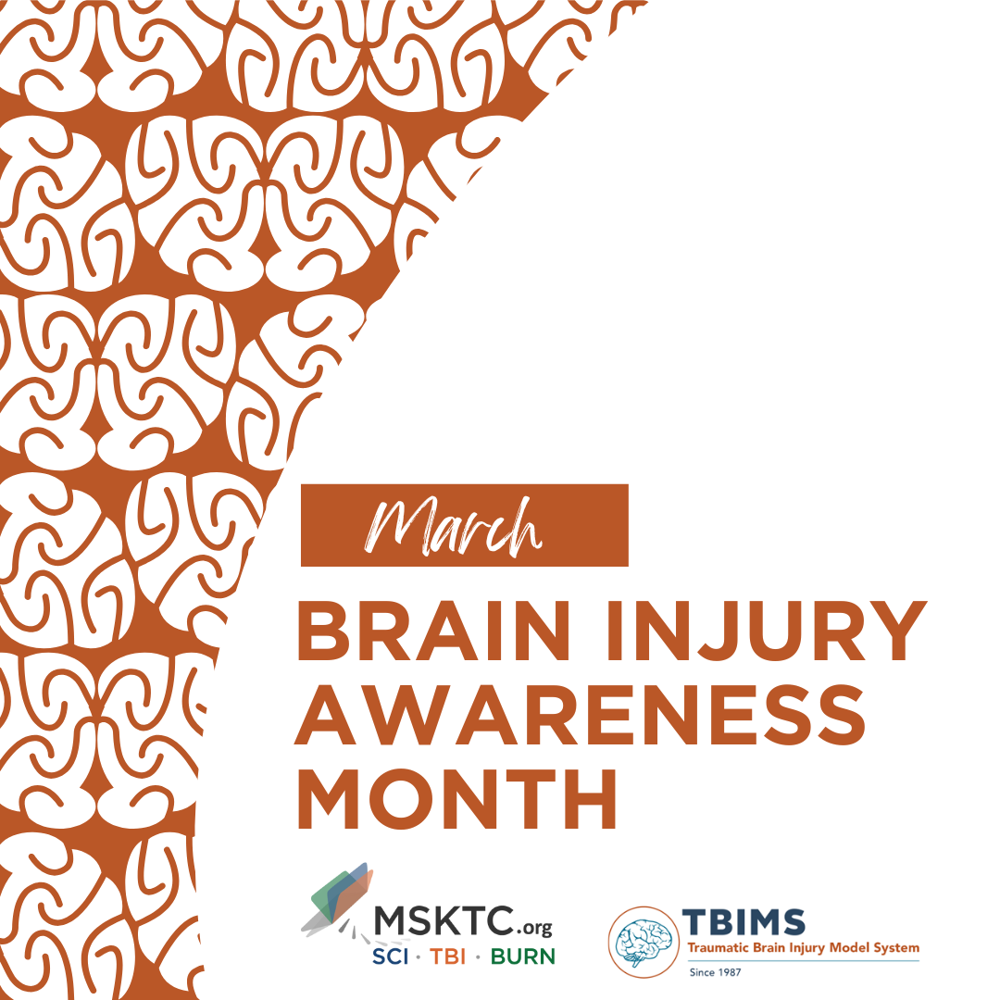 March
BRAIN INJURY
AWARENESS
MONTH
MSKTC.org
SCI · TBI · BURN
TBIMS
Traumatic Brain Injury Model System
Since 1987